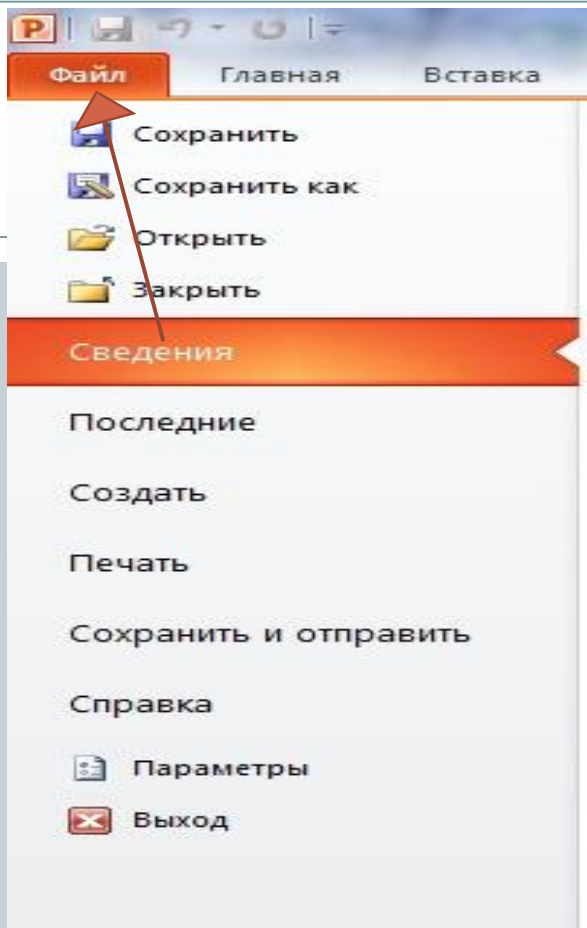 P
Файл Главная Вставка
Сохранить
Сохранить как
Открыть
Закрыть
Сведения
Последние
Создать
Печать
Сохранить и отправить
Справка
Параметры
Выход